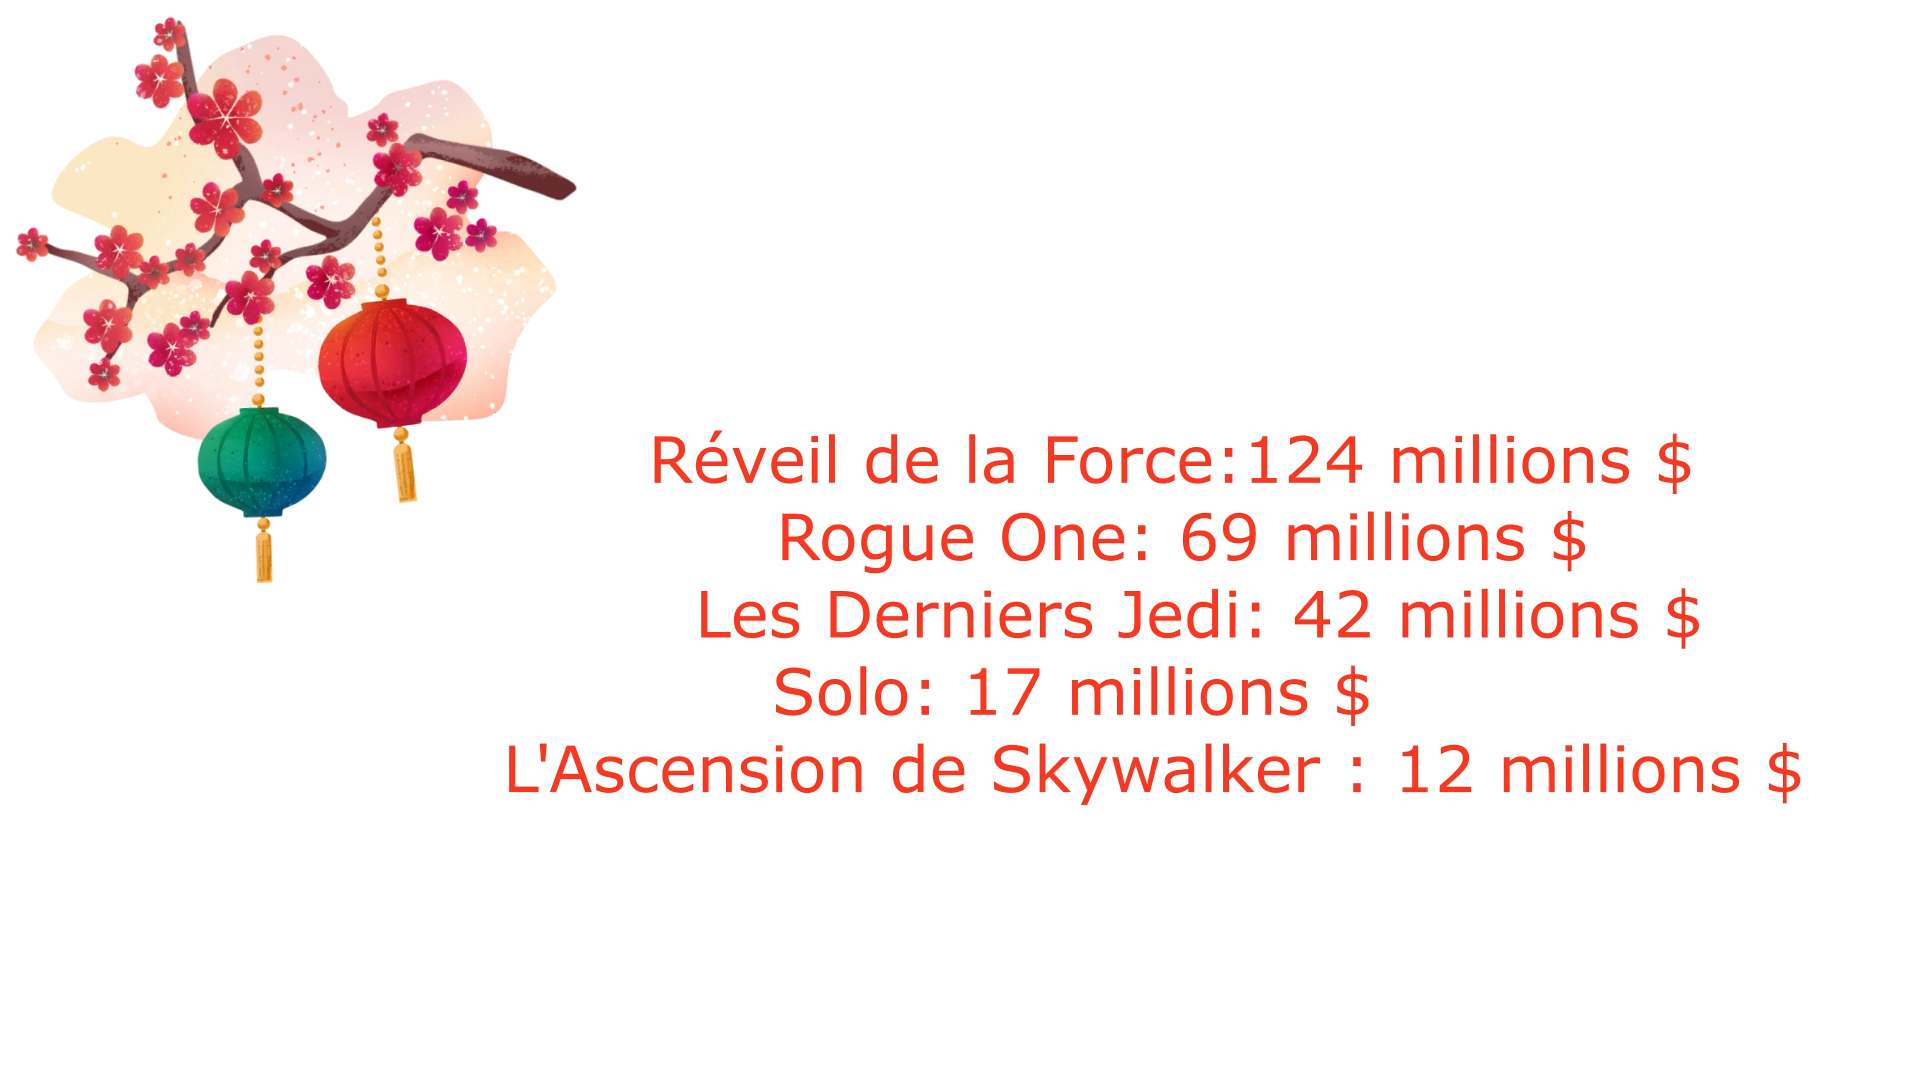 Réveil de la Force:124 millions $
Rogue One: 69 millions $
Les Derniers Jedi: 42 millions $
Solo: 17 millions $
L'Ascension de Skywalker : 12 millions $